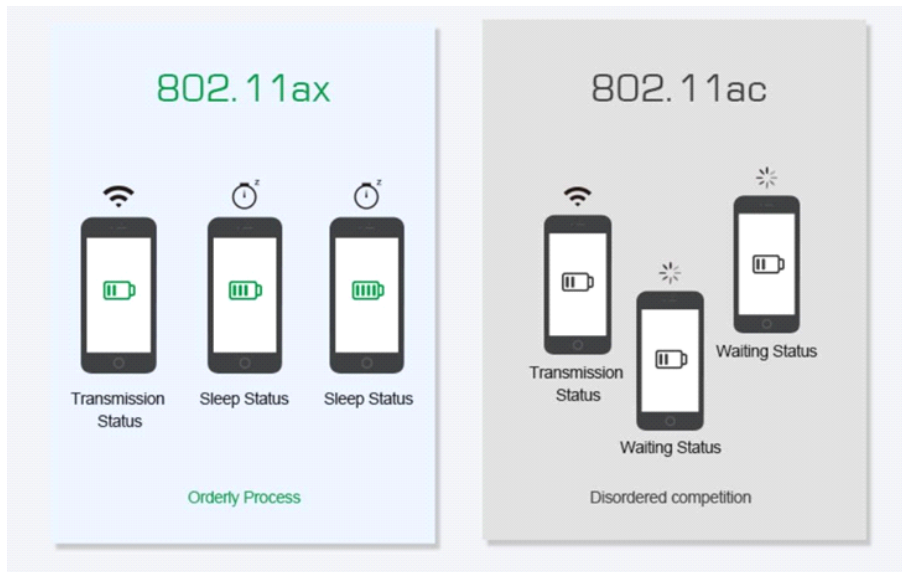 802.11ax
z
z
Transmission
Status
Sleep Status
Sleep Status
Orderly Process
802.11ac
Transmission
Status
Waiting Status
Waiting Status
Disordered competition